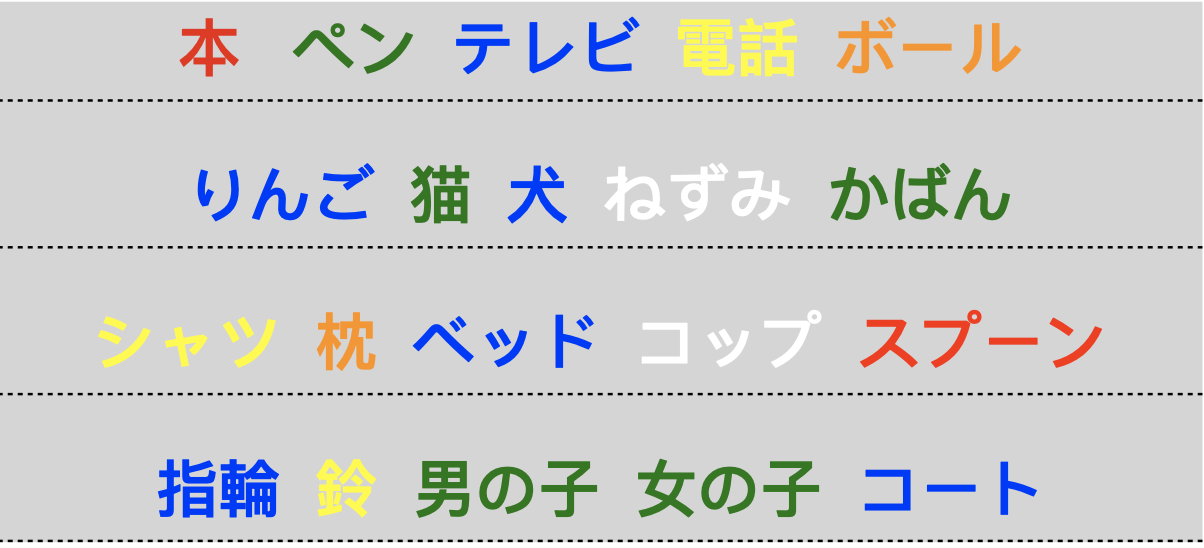 本 ペン テレビ 電話 ボール
りんご 猫 犬 ねずみ かばん
シャツ 枕 ベッド コップ スプーン
指輪 鈴 男の子 女の子 コート